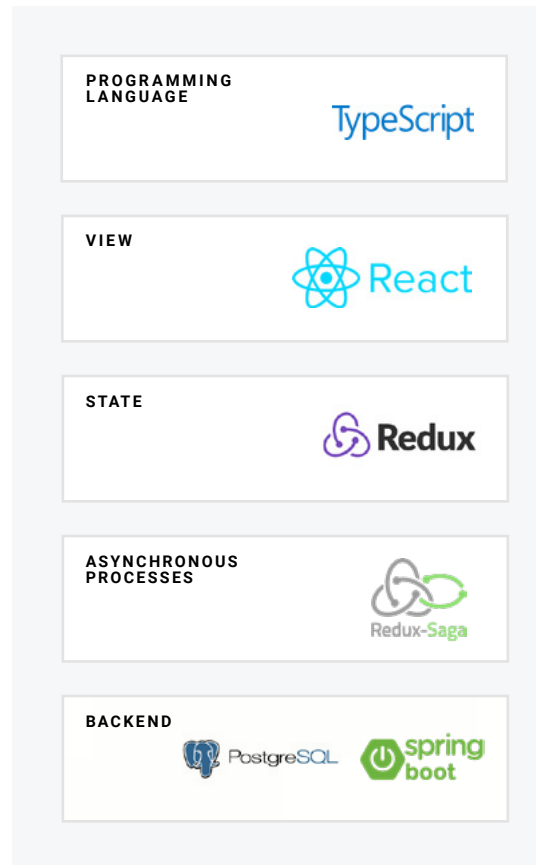 PROGRAMMING
LANGUAGE
TypeScript
VIEW
React
STATE
Redux
ASYNCHRONOUS
PROCESSES
Redux-Saga
BACKEND
PostgreSQL
spring
boot